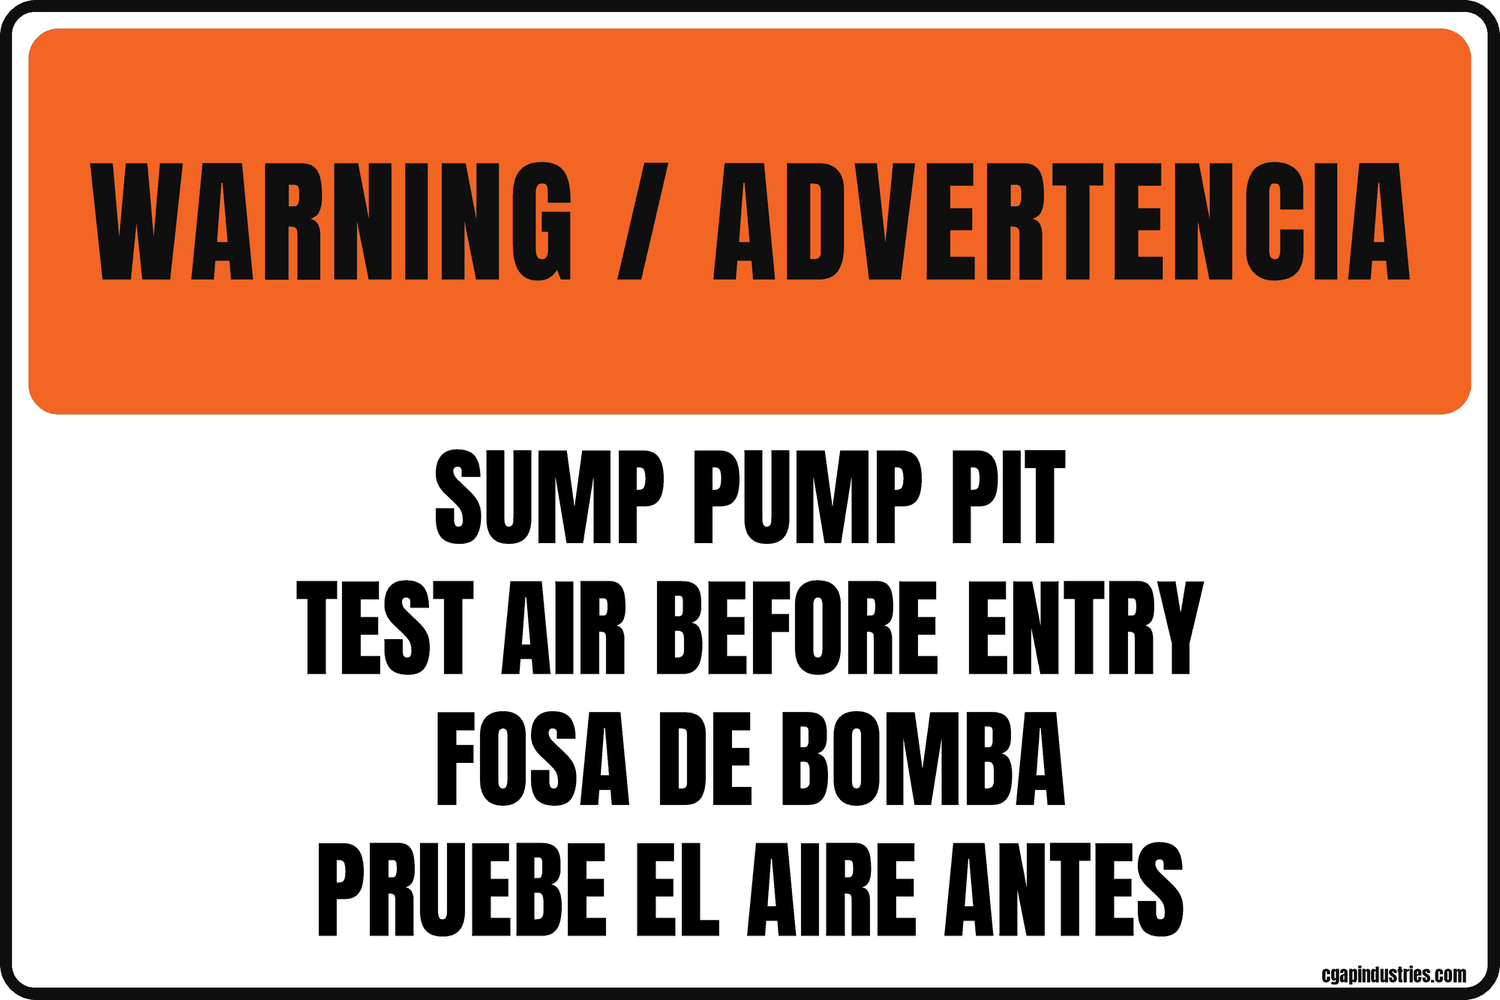 WARNING / ADVERTENCIA
SUMP PUMP PIT
TEST AIR BEFORE ENTRY
FOSA DE BOMBA
PRUEBE EL AIRE ANTES
cgapindustries.com